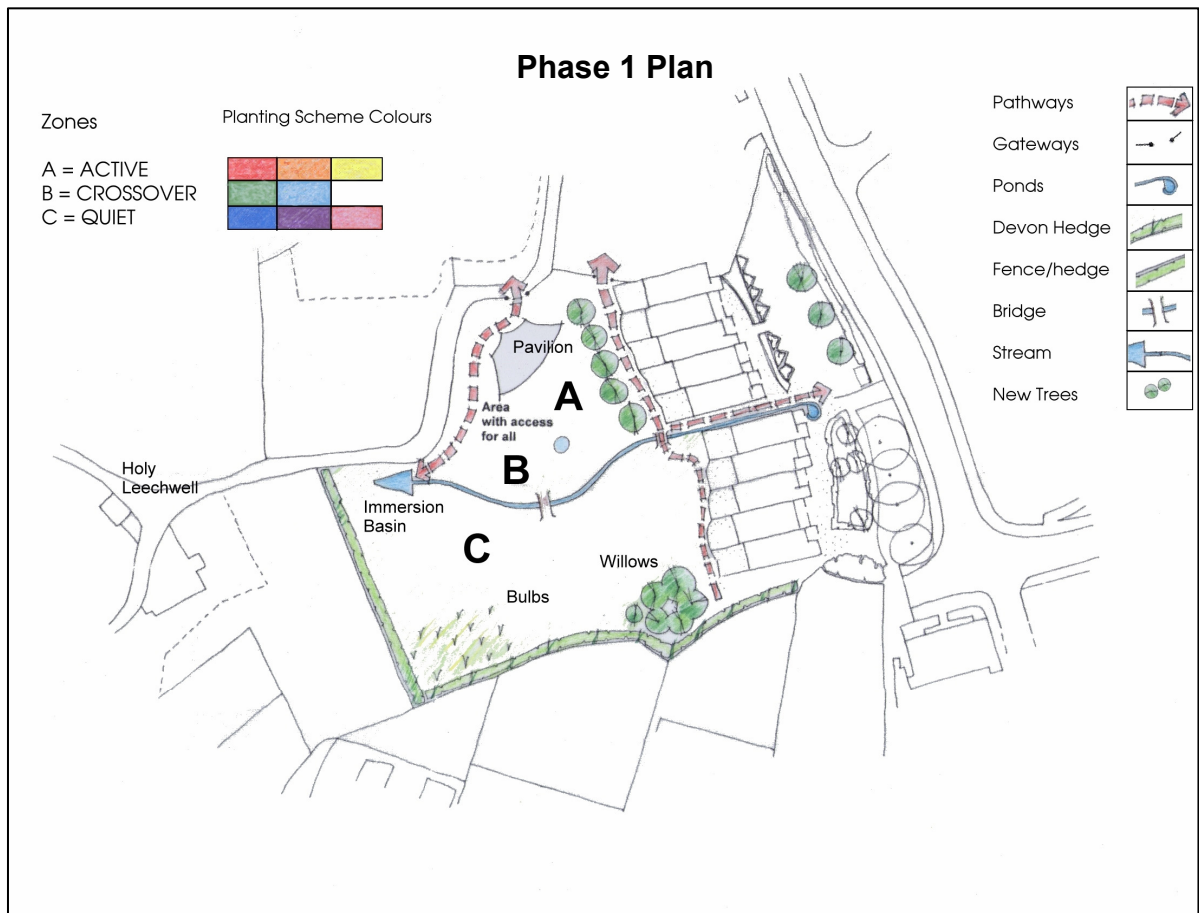 Phase 1 Plan
Zones
A = ACTIVE
B = CROSSOVER
C = QUIET
Planting Scheme Colours
Pathways
Gateways
Ponds
Devon Hedge
Fence/hedge
Bridge
Stream
New Trees
Pavilion
A
Area
with access
for all
B
Holy
Leechwell
Immersion
Basin
C
Willows
Bulbs